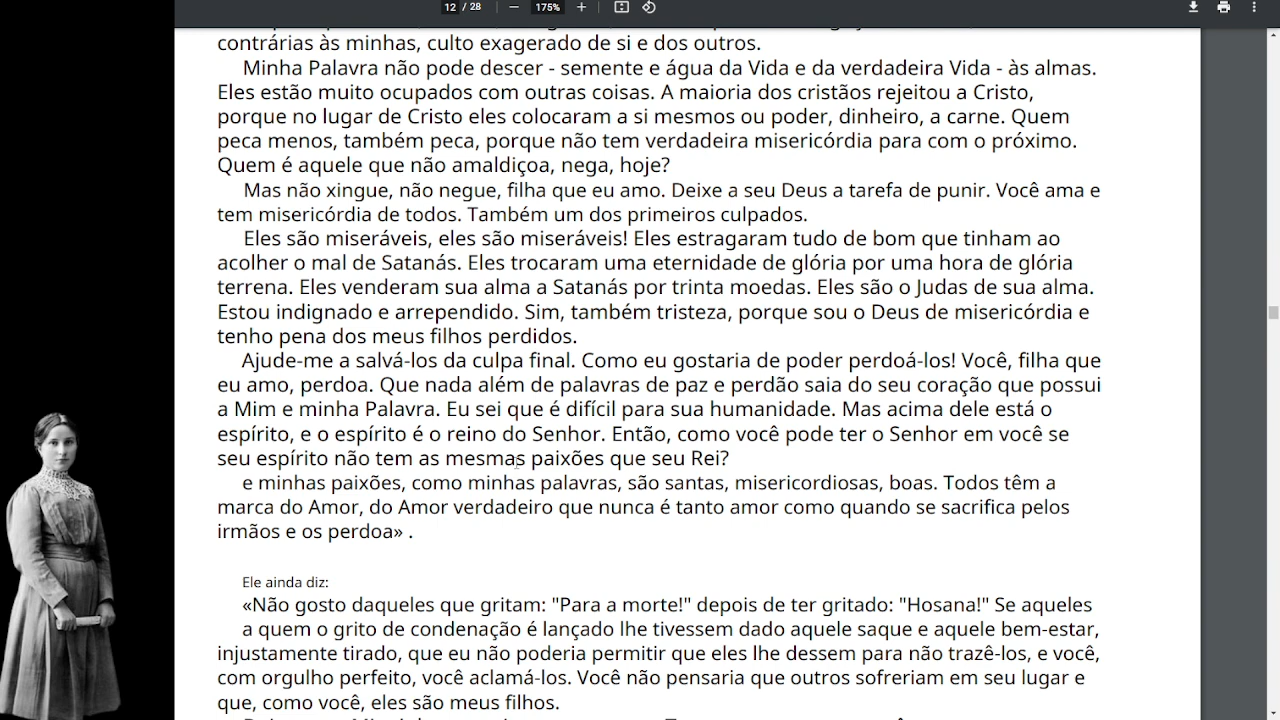 12 / 28 — 175% +
contrárias às minhas, culto exagerado de si e dos outros.
Minha Palavra não pode descer - semente e água da Vida e da verdadeira Vida - às almas.
Eles estão muito ocupados com outras coisas. A maioria dos cristãos rejeitou a Cristo,
porque no lugar de Cristo eles colocaram a si mesmos ou poder, dinheiro, a carne. Quem
peca menos, também peca, porque não tem verdadeira misericórdia para com o próximo.
Quem é aquele que não amaldiçoa, nega, hoje?
Mas não xingue, não negue, filha que eu amo. Deixe a seu Deus a tarefa de punir. Você ama e
tem misericórdia de todos. Também um dos primeiros culpados.
Eles são miseráveis, eles são miseráveis! Eles estragaram tudo de bom que tinham ao
acolher o mal de Satanás. Eles trocaram uma eternidade de glória por uma hora de glória
terrena. Eles venderam sua alma a Satanás por trinta moedas. Eles são o Judas de sua alma.
Estou indignado e arrependido. Sim, também tristeza, porque sou o Deus de misericórdia e
tenho pena dos meus filhos perdidos.
Ajude-me a salvá-los da culpa final. Como eu gostaria de poder perdoá-los! Você, filha que
eu amo, perdoa. Que nada além de palavras de paz e perdão saia do seu coração que possui
a Mim e minha Palavra. Eu sei que é difícil para sua humanidade. Mas acima dele está o
espírito, e o espírito é o reino do Senhor. Então, como você pode ter o Senhor em você se
seu espírito não tem as mesmas paixões que seu Rei?
e minhas paixões, como minhas palavras, são santas, misericordiosas, boas. Todos têm a
marca do Amor, do Amor verdadeiro que nunca é tanto amor como quando se sacrifica pelos
irmãos e os perdoa» .
Ele ainda diz:
«Não gosto daqueles que gritam: "Para a morte!" depois de ter gritado: "Hosana!" Se aqueles
a quem o grito de condenação é lançado lhe tivessem dado aquele saque e aquele bem-estar,
injustamente tirado, que eu não poderia permitir que eles lhe dessem para não trazê-los, e você,
com orgulho perfeito, você aclamá-los. Você não pensaria que outros sofreriam em seu lugar e
que, como você, eles são meus filhos.